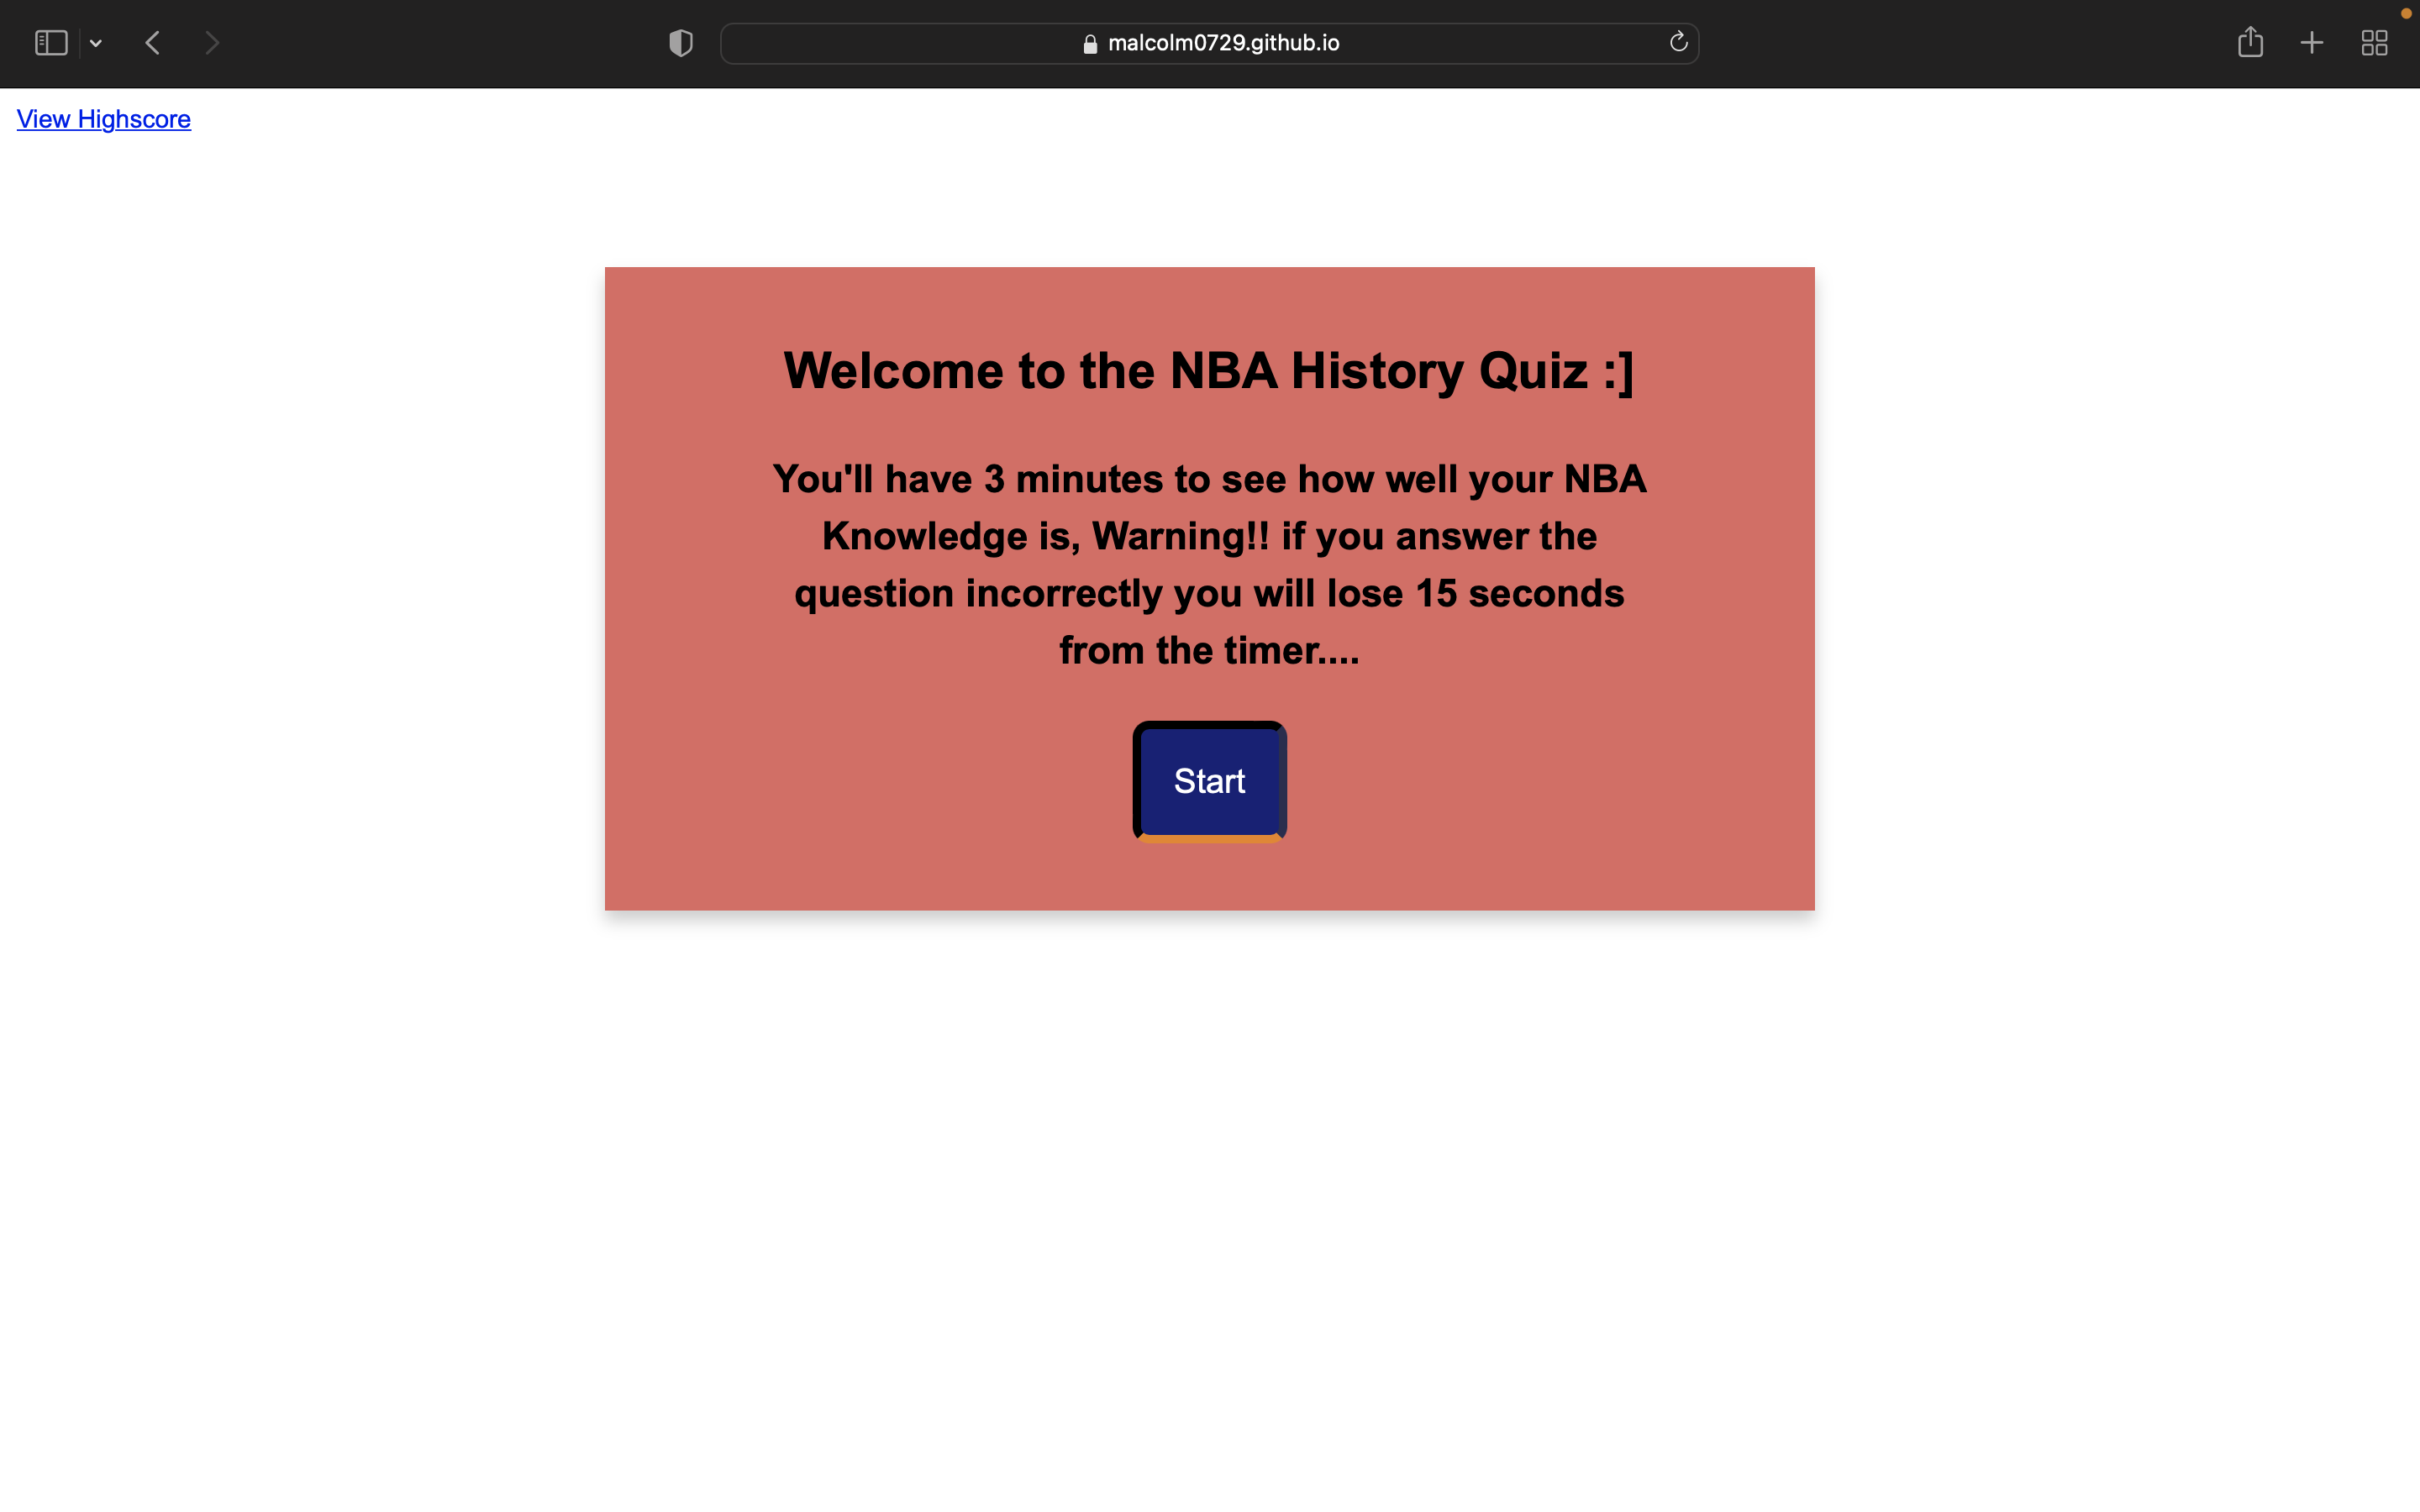 malcolm0729.github.io
View Highscore
Welcome to the NBA History Quiz :]
You'll have 3 minutes to see how well your NBA
Knowledge is, Warning!! if you answer the
question incorrectly you will lose 15 seconds
from the timer....
Start